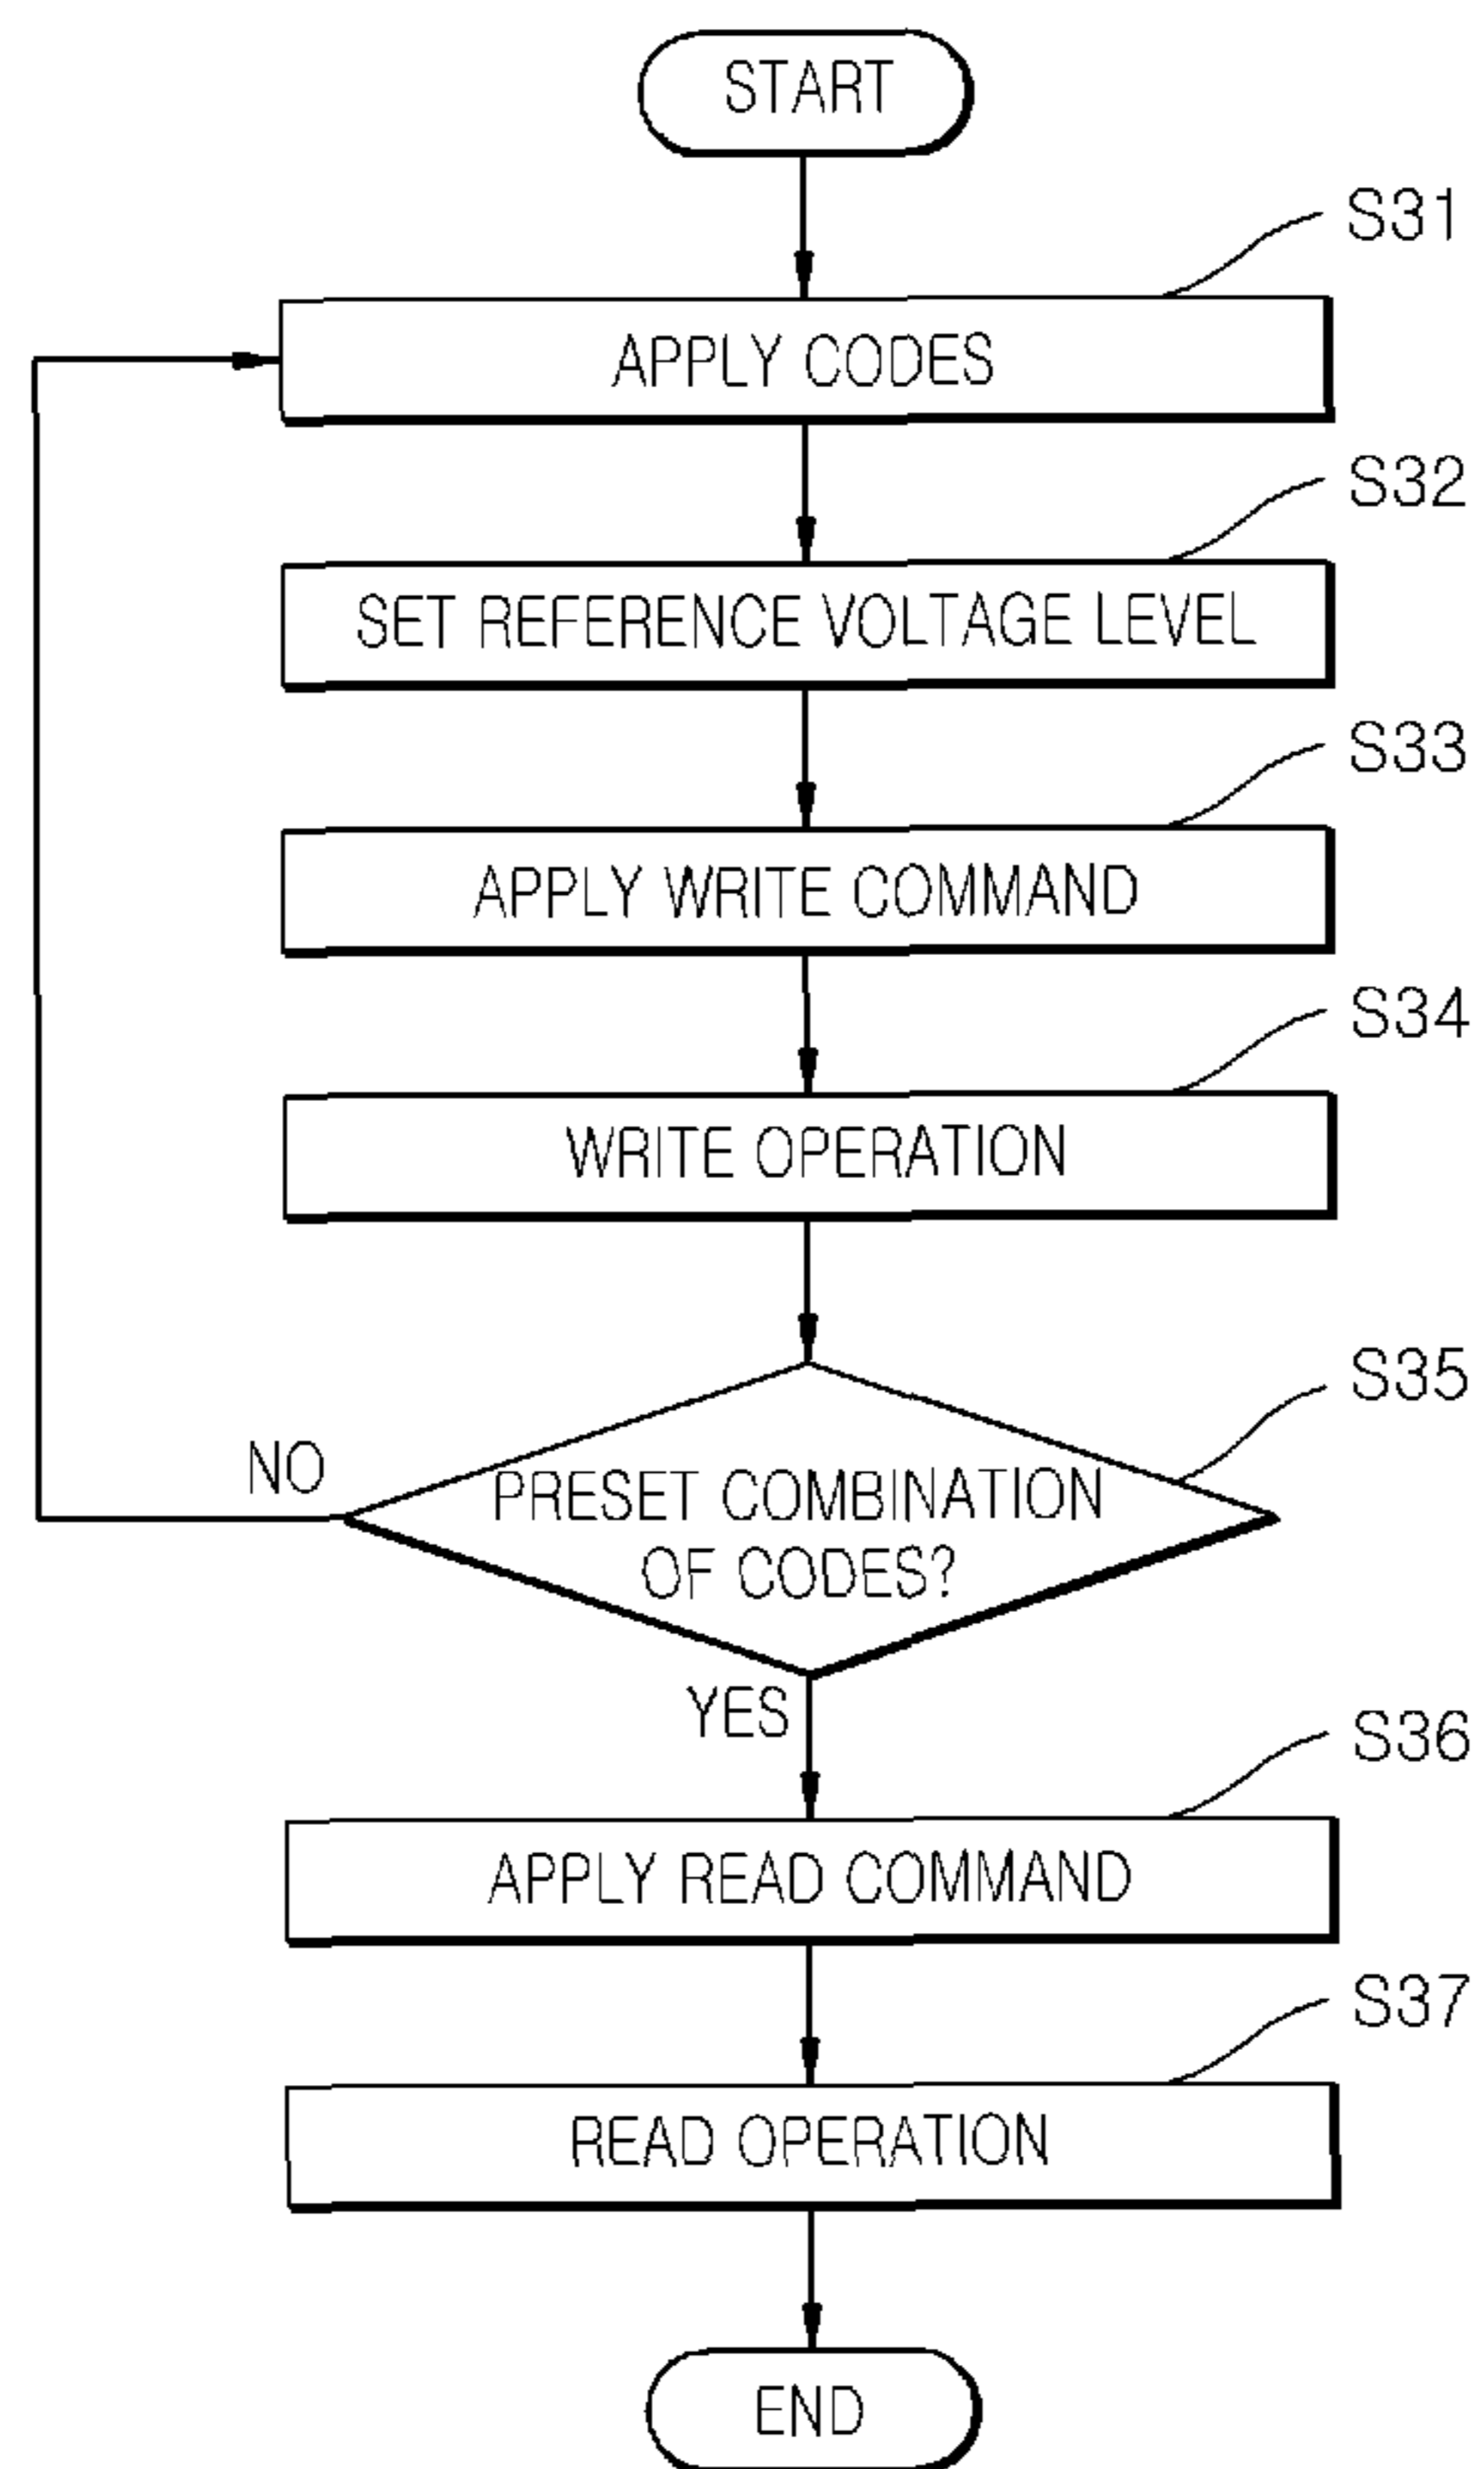 START
S31
APPLY CODES
S32
SET REFERENCE VOLTAGE LEVEL
S33
APPLY WRITE COMMAND
S34
WRITE OPERATION
S35
NO
PRESET COMBINATION
OF CODES?
YES
S36
APPLY READ COMMAND
S37
READ OPERATION
END